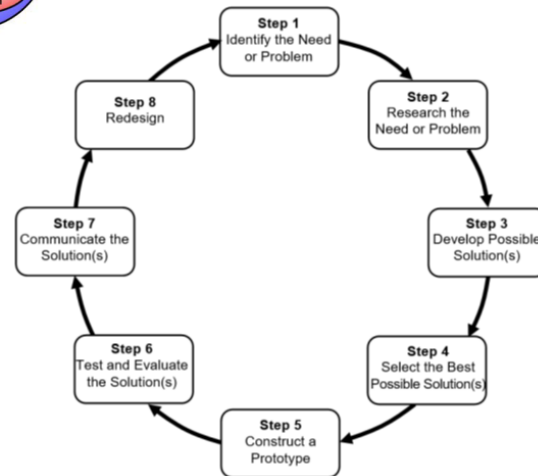 Step 1
Identify the Need
or Problem
Step 2
Research the
Need or Problem
Step 3
Develop Possible
Solution(s)
Step 4
Select the Best
Possible Solution(s)
Step 5
Construct a
Prototype
Step 6
Test and Evaluate
the Solution(s)
Step 7
Communicate the
Solution(s)
Step 8
Redesign